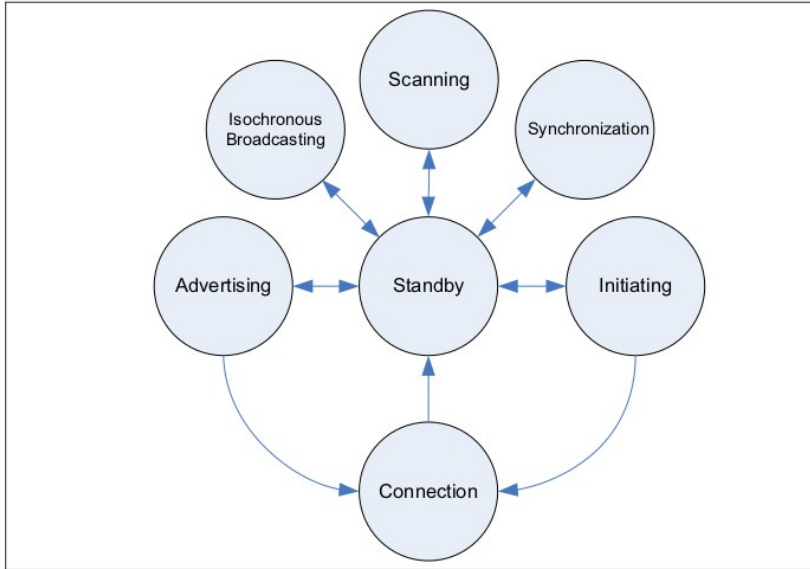 Scanning
Isochronous
Broadcasting
Synchronization
Advertising
Standby
Initiating
Connection